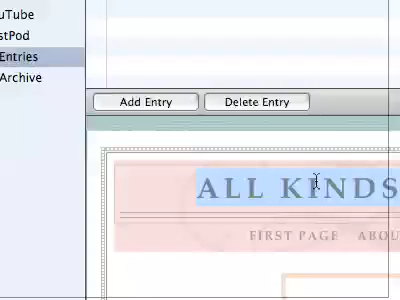 uTube
stPod
Entries
Archive
Add Entry Delete Entry
ALL KINDS
FIRST PAGE ABOU